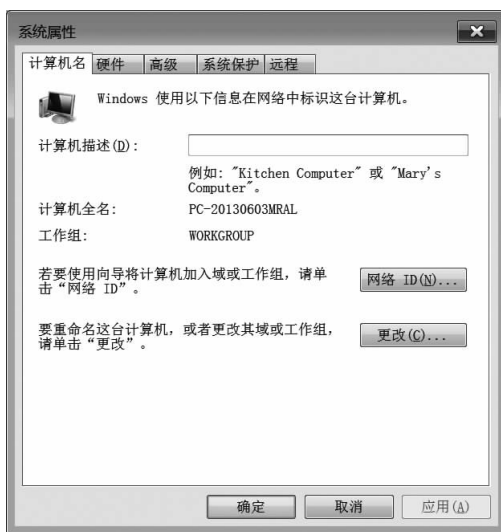 系统属性
计算机名 硬件 高级 系统保护 远程
Windows 使用以下信息在网络中标识这台计算机。
计算机描述(D):
例如: "Kitchen Computer" 或 "Mary's
Computer"。
计算机全名: PC-20130603MRAL
工作组: WORKGROUP
若要使用向导将计算机加入域或工作组，请单
击“网络 ID”。
网络 ID(N)...
要重命名这台计算机，或者更改其域或工作组，
请单击“更改”。
更改(C)...
确定 取消 应用(A)